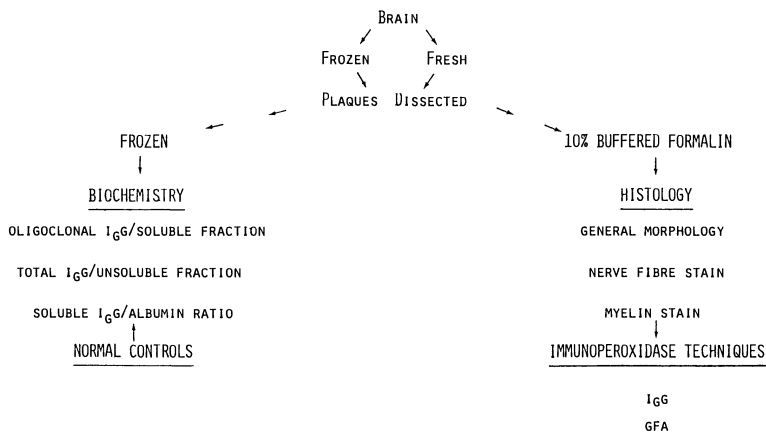 BRAIN
FROZEN FRESH
PLAQUES DISSECTED
FROZEN
BIOCHEMISTRY
OLIGOCLONAL IGG/SOLUBLE FRACTION
TOTAL IGG/UNSOLUBLE FRACTION
SOLUBLE IGG/ALBUMIN RATIO
NORMAL CONTROLS
10% BUFFERED FORMALIN
HISTOLOGY
GENERAL MORPHOLOGY
NERVE FIBRE STAIN
MYELIN STAIN
IMMUNOPEROXIDASE TECHNIQUES
IGG
GFA